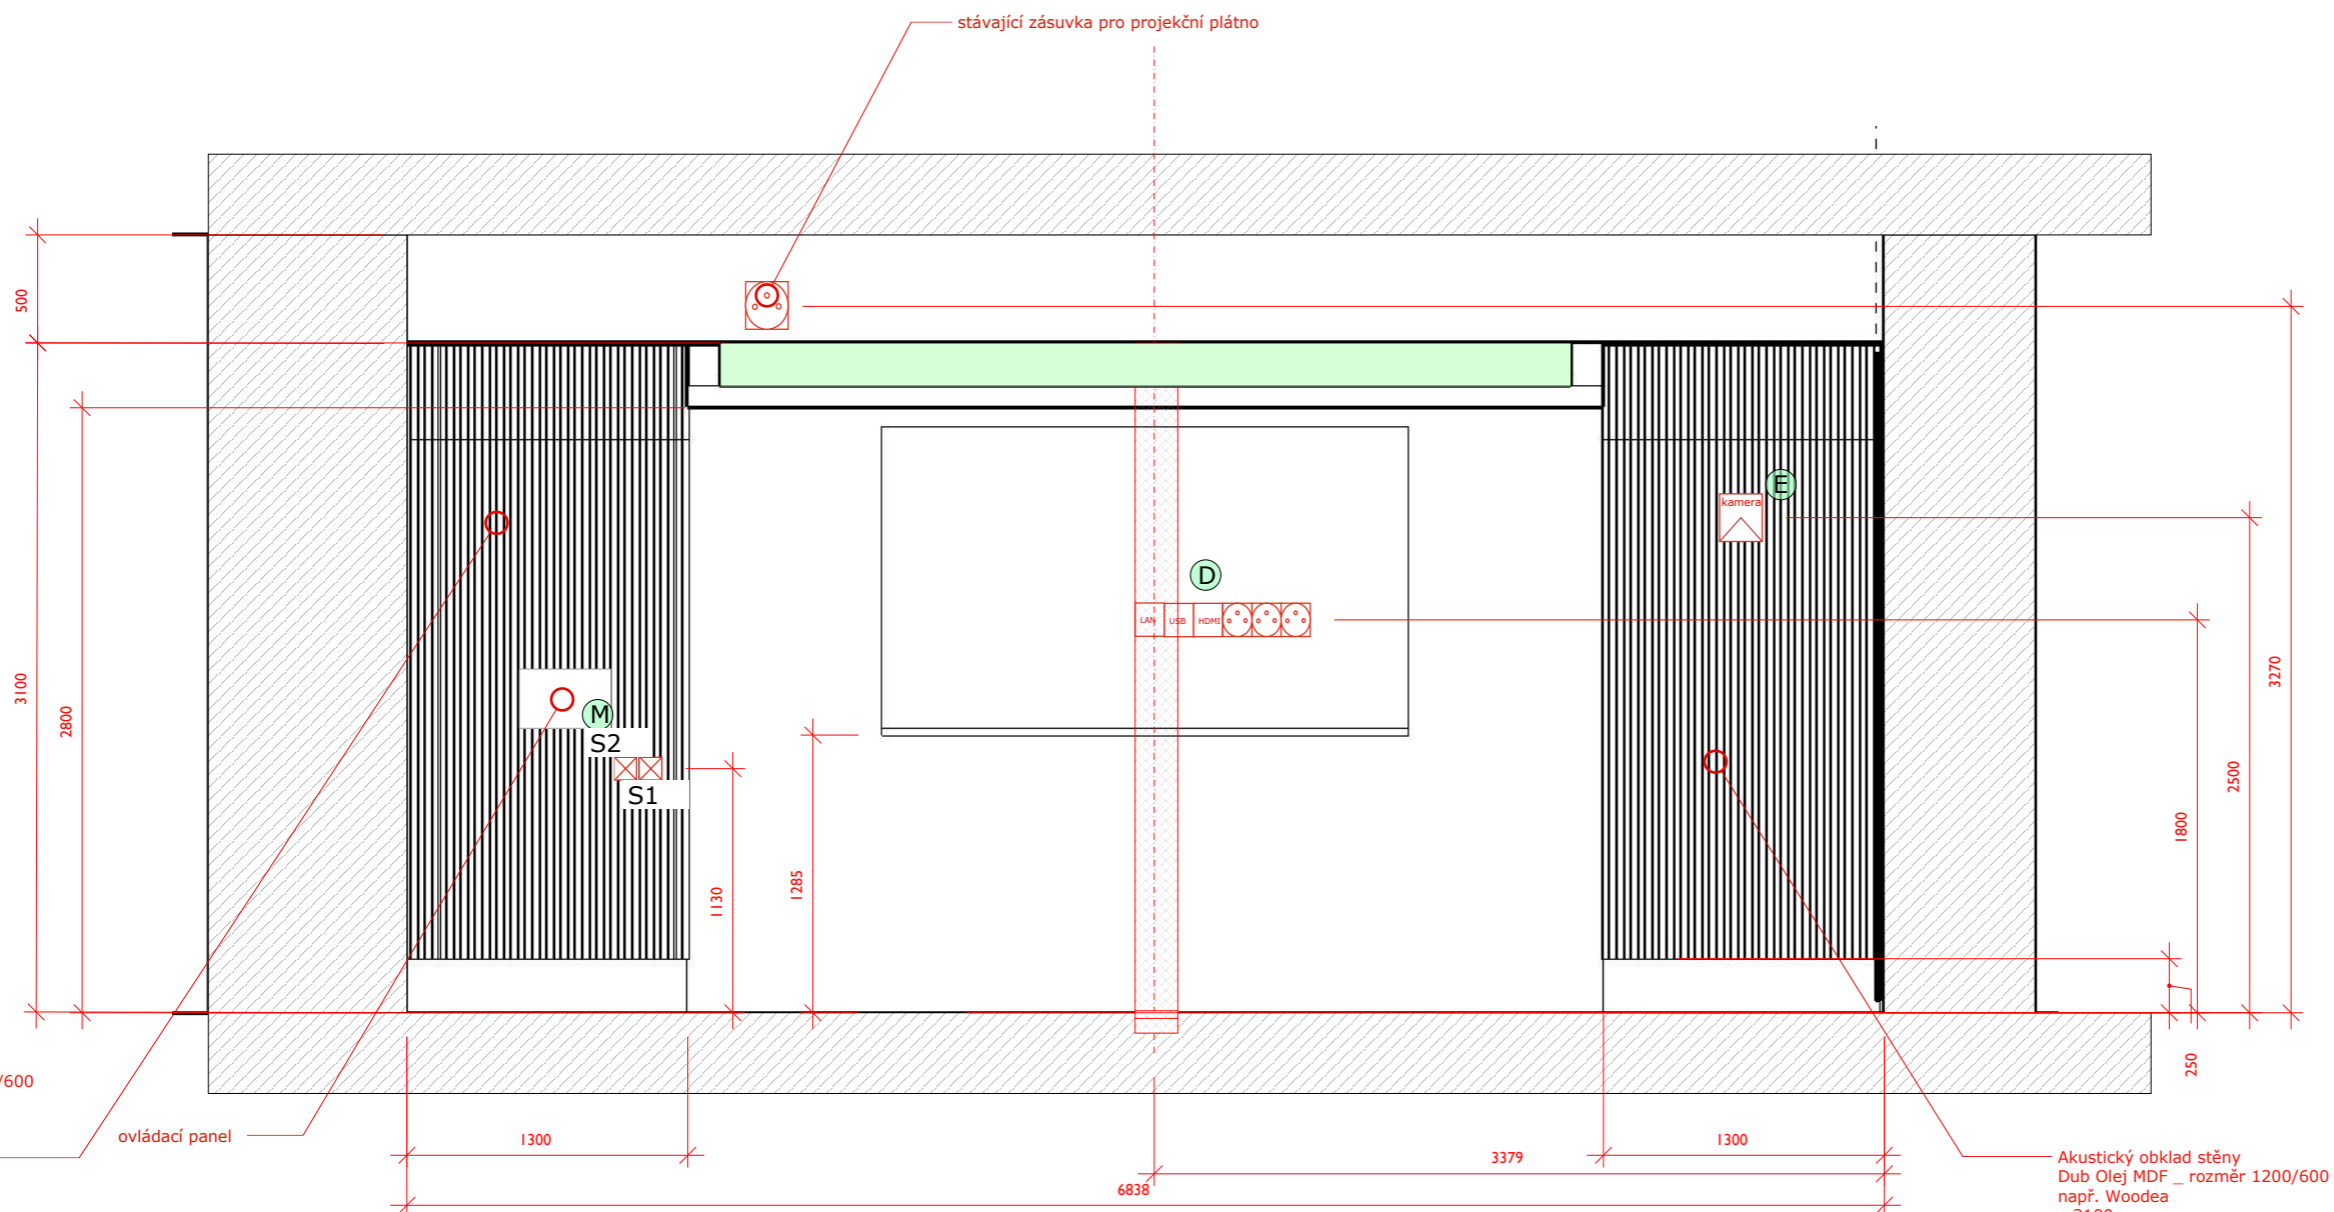 stávající zásuvka pro projekční plátno
500
3100
2800
kamera
E
D
LAN
USB
HDMI
M
S2
S1
1130
1285
3270
2500
1800
250
/600
ovládací panel
1300
3379
1300
6838
Akustický obklad stěny
Dub Olej MDF _ rozměr 1200/600
např. Woodea